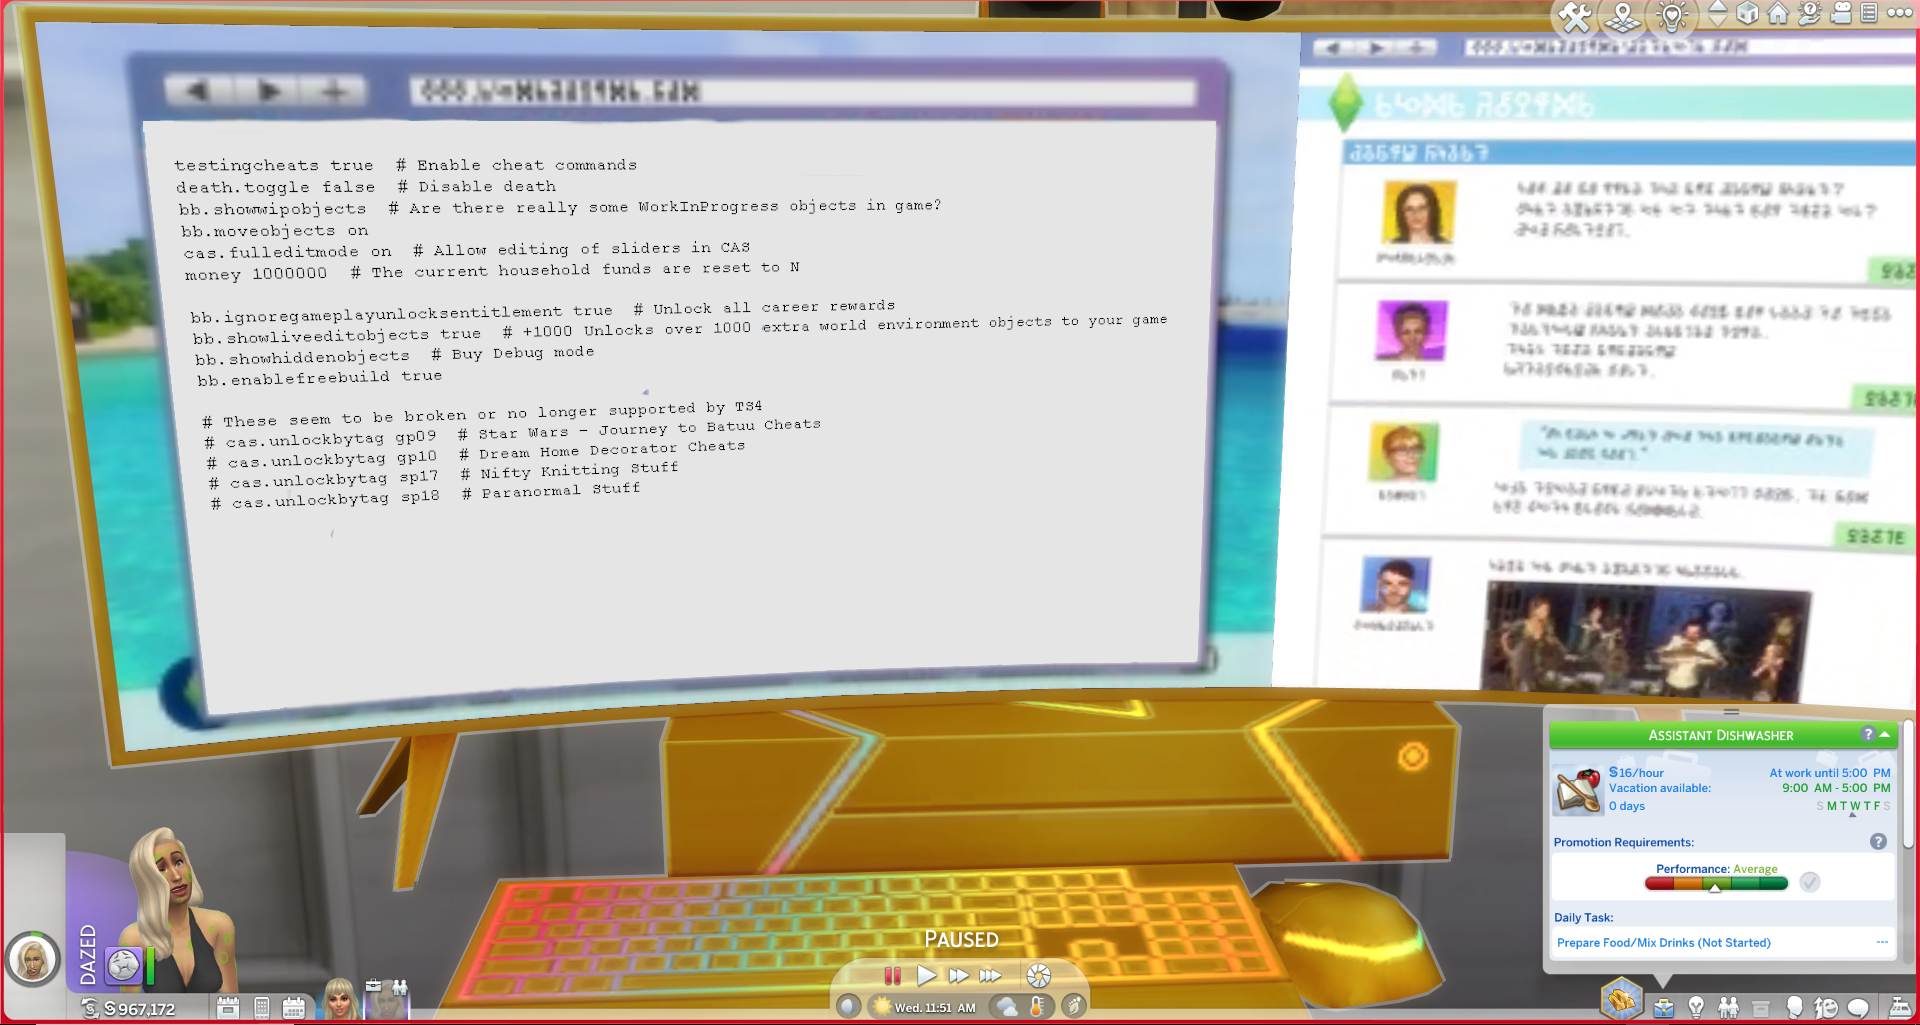 testingcheats true  # Enable cheat commands
death.toggle false  # Disable death
bb.showwipobjects  # Are there really some WorkInProgress objects in game?
bb.moveobjects on
cas.fulleditmode on  # Allow editing of sliders in CAS
money 1000000  # The current household funds are reset to N
bb.ignoregameplayunlocksentitlement true  # Unlock all career rewards
bb.showliveeditobjects true  # +1000 Unlocks over 1000 extra world environment objects to your game
bb.showhiddenobjects  # Buy Debug mode
bb.enablefreebuild true
# These seem to be broken or no longer supported by TS4
# cas.unlockbytag gp09  # Star Wars - Journey to Batuu Cheats
# cas.unlockbytag gp10  # Dream Home Decorator Cheats
# cas.unlockbytag sp17  # Nifty Knitting Stuff
# cas.unlockbytag sp18  # Paranormal Stuff
ASSISTANT DISHWASHER
§16/hour
At work until 5:00 PM
Vacation available:
9:00 AM - 5:00 PM
0 days
S M T W T F S
Promotion Requirements:
Performance: Average
Daily Task:
Prepare Food/Mix Drinks (Not Started)
---
DAZED
PAUSED
§967,172
Wed. 11:51 AM